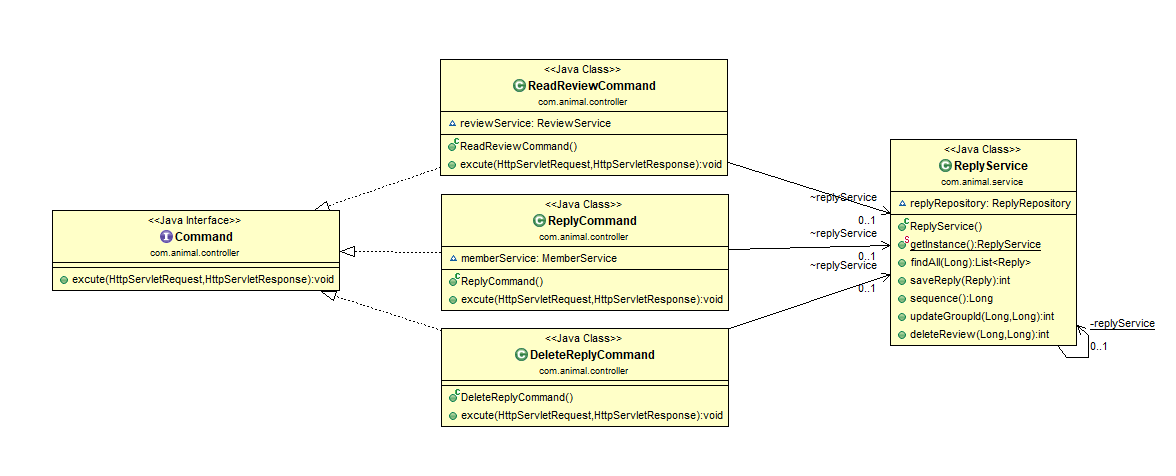 <<Java Class>>
ReadReviewCommand
com.animal.controller
reviewService: ReviewService
ReadReviewCommand()
excute(HttpServletRequest,HttpServletResponse):void
<<Java Interface>>
Command
com.animal.controller
excute(HttpServletRequest,HttpServletResponse):void
<<Java Class>>
ReplyCommand
com.animal.controller
memberService: MemberService
ReplyCommand()
excute(HttpServletRequest,HttpServletResponse):void
<<Java Class>>
DeleteReplyCommand
com.animal.controller
DeleteReplyCommand()
excute(HttpServletRequest,HttpServletResponse):void
~replyService
0..1
~replyService
0..1
~replyService
0..1
<<Java Class>>
ReplyService
com.animal.service
replyRepository: ReplyRepository
ReplyService()
getInstance():ReplyService
findAll(Long):List<Reply>
saveReply(Reply):int
sequence():Long
updateGroupId(Long,Long):int
deleteReview(Long,Long):int
-replyService
0..1